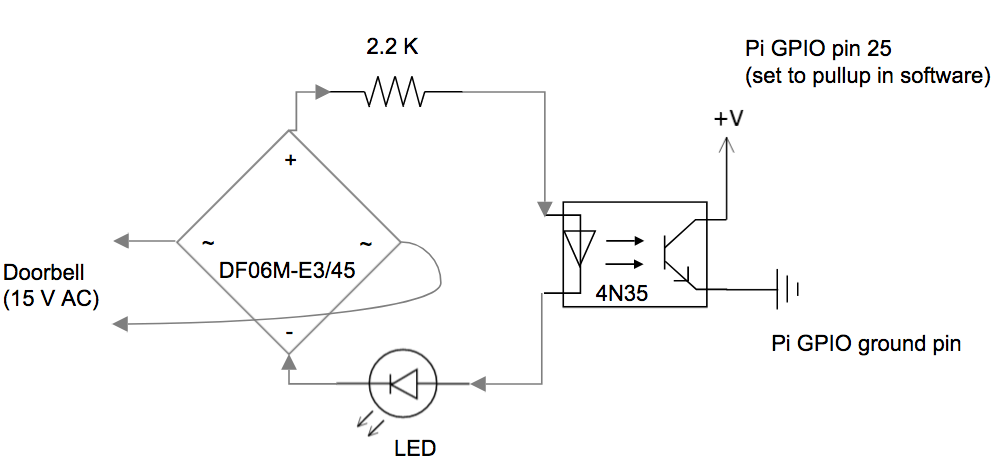 2.2 K
Pi GPIO pin 25
(set to pullup in software)
+V
+
~ ~
DF06M-E3/45
Doorbell
(15 V AC)
-
4N35
Pi GPIO ground pin
LED